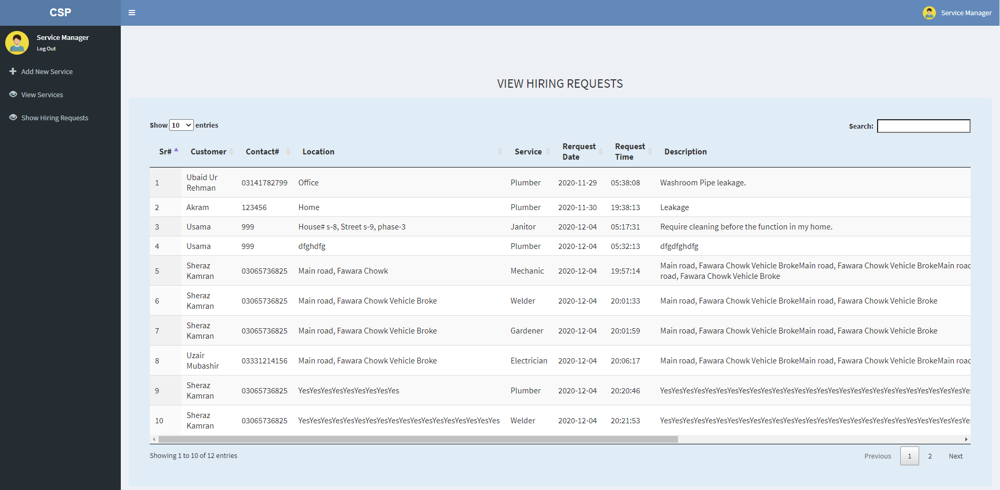 CSP
Service Manager
Service Manager
Log Out
Add New Service
View Services
Show Hiring Requests
VIEW HIRING REQUESTS
Show 10 entries
Search:
Sr# Customer Contact# Location Service Rerquest Date Request Time Description
1 Ubaid Ur Rehman 03141782799 Office Plumber 2020-11-29 05:38:08 Washroom Pipe leakage.
2 Akram 123456 Home Plumber 2020-11-30 19:38:13 Leakage
3 Usama 999 House# s-8, Street s-9, phase-3 Janitor 2020-12-04 05:17:31 Require cleaning before the function in my home.
4 Usama 999 dfghdfg Plumber 2020-12-04 05:32:13 dfgdfghdfg
5 Sheraz Kamran 03065736825 Main road, Fawara Chowk Mechanic 2020-12-04 19:57:14 Main road, Fawara Chowk Vehicle BrokeMain road, Fawara Chowk Vehicle BrokeMain road
road, Fawara Chowk Vehicle Broke
6 Sheraz Kamran 03065736825 Main road, Fawara Chowk Vehicle Broke Welder 2020-12-04 20:01:33 Main road, Fawara Chowk Vehicle BrokeMain road, Fawara Chowk Vehicle Broke
7 Sheraz Kamran 03065736825 Main road, Fawara Chowk Vehicle Broke Gardener 2020-12-04 20:01:59 Main road, Fawara Chowk Vehicle BrokeMain road, Fawara Chowk Vehicle Broke
8 Uzair Mubashir 03331214156 Main road, Fawara Chowk Vehicle Broke Electrician 2020-12-04 20:06:17 Main road, Fawara Chowk Vehicle BrokeMain road, Fawara Chowk Vehicle BrokeMain road
9 Sheraz Kamran 03065736825 YesYesYesYesYesYesYesYesYes Plumber 2020-12-04 20:20:46 YesYesYesYesYesYesYesYesYesYesYesYesYesYesYesYesYesYesYesYesYesYesYesYesYesYesYesYe
10 Sheraz Kamran 03065736825 YesYesYesYesYesYesYesYesYesYesYesYesYesYesYesYesYesYes Welder 2020-12-04 20:21:53 YesYesYesYesYesYesYesYesYesYesYesYesYesYesYesYesYesYesYesYesYesYesYesYesYesYesYesYe
Showing 1 to 10 of 12 entries
Previous 1 2 Next